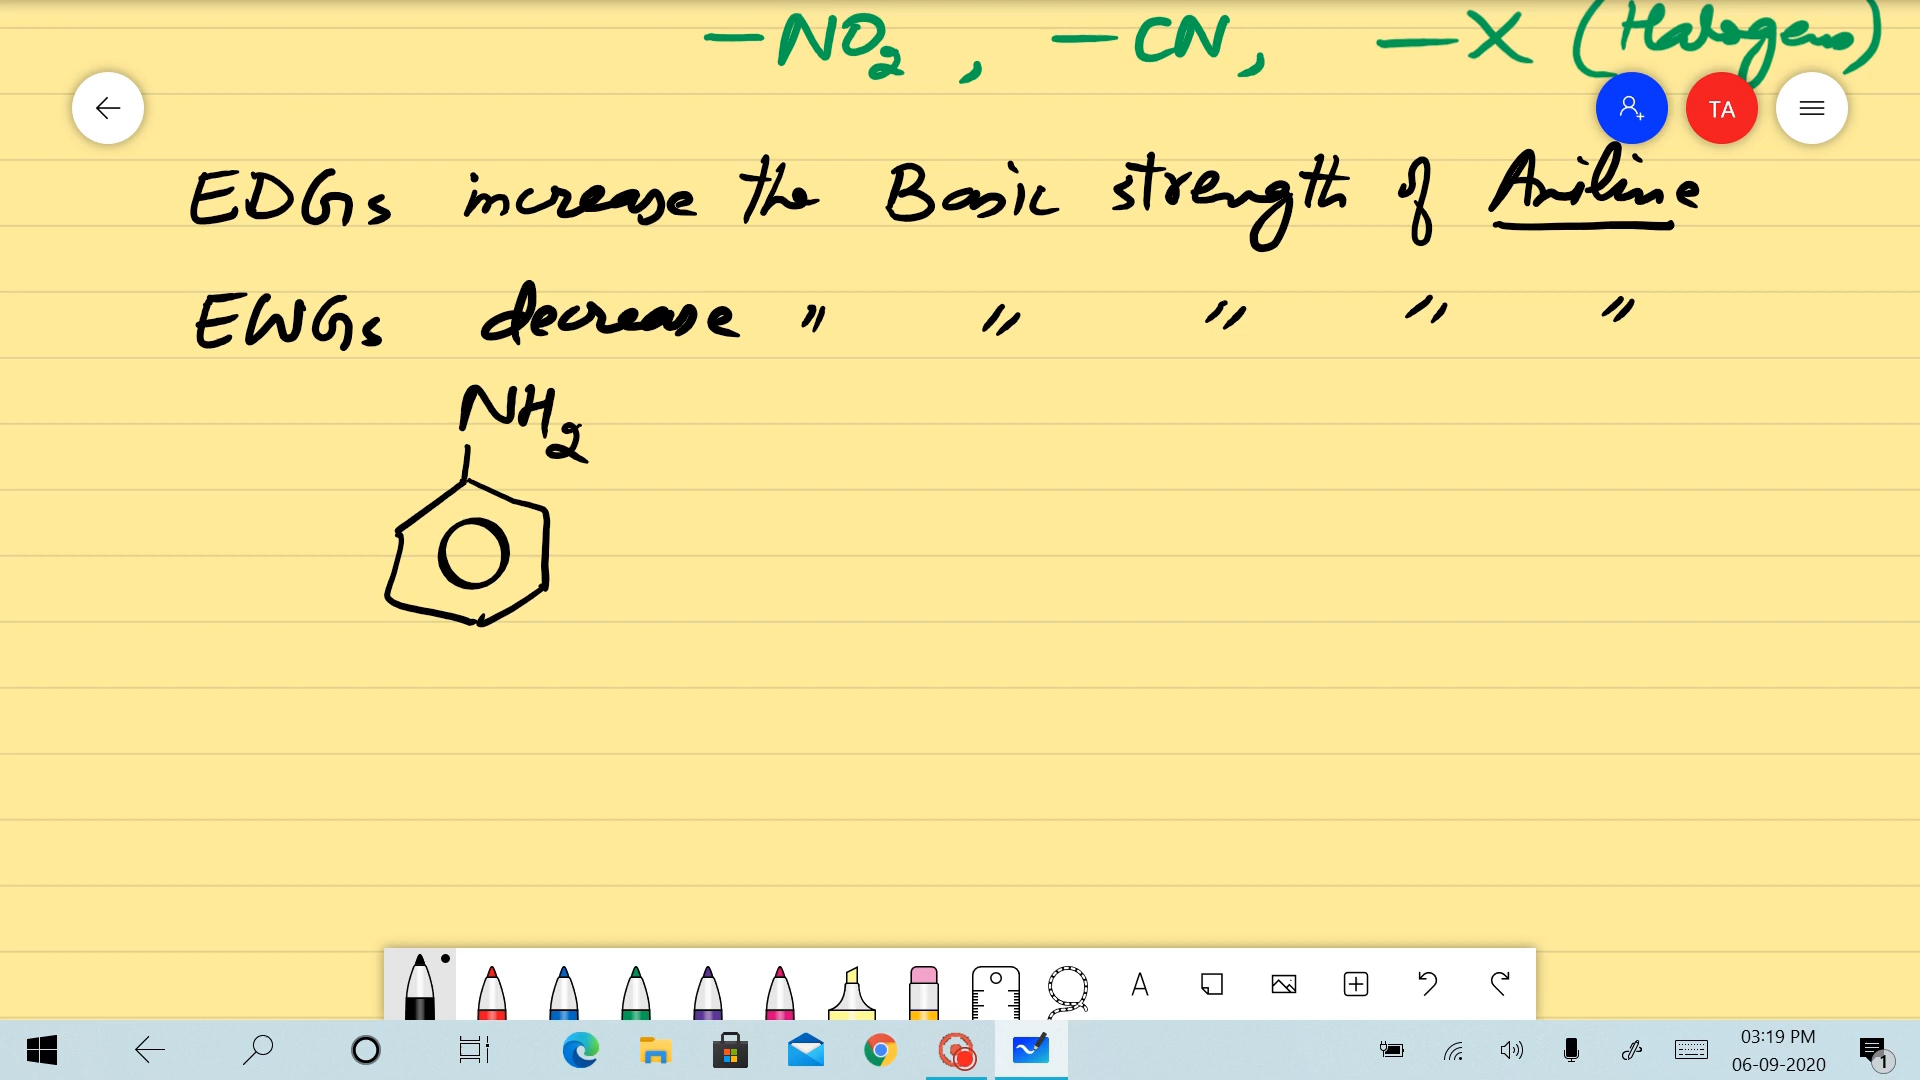 —NO2, —CN, —X (Halogens)
TA
EDGs increase the Basic strength of Aniline
EWGs decrease " " " " "
NH2
A
03:19 PM
06-09-2020
1